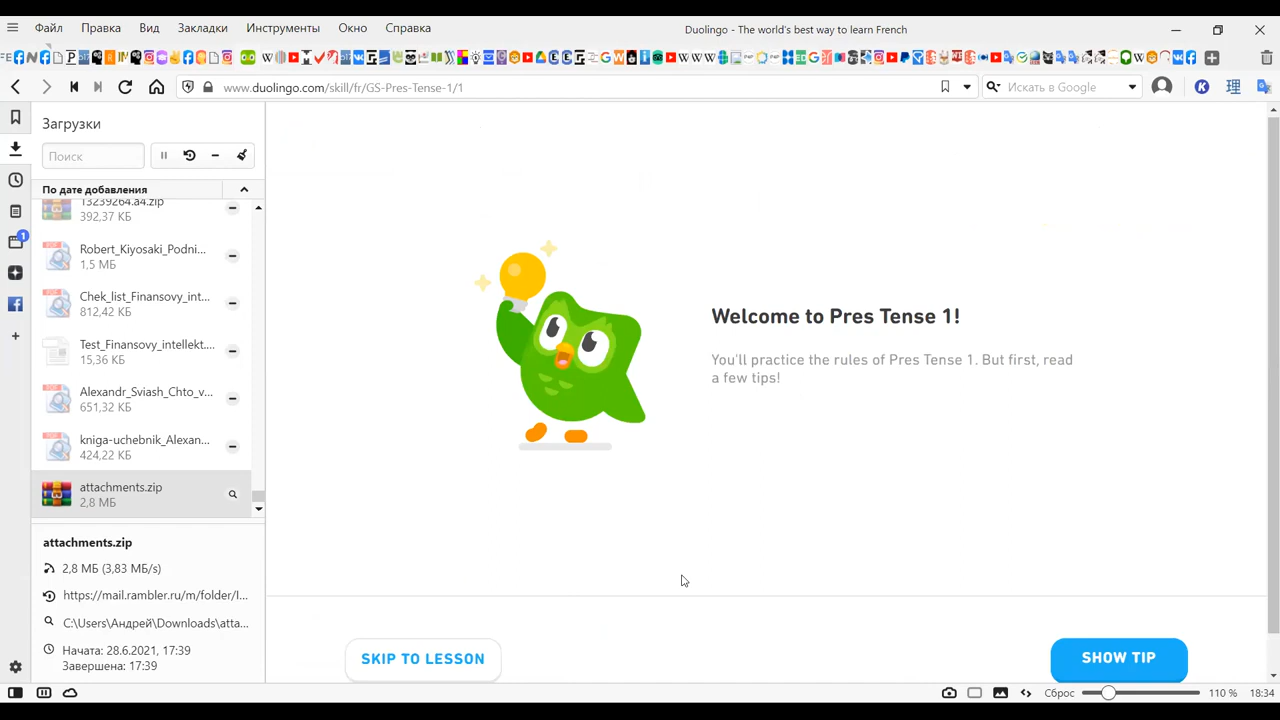 Файл Правка Вид Закладки Инструменты Окно Справка
Duolingo - The world's best way to learn French
www.duolingo.com/skill/fr/GS-Pres-Tense-1/1
Искать в Google
Загрузки
Поиск
По дате добавления
13239264.a4.zip
392,37 КБ
Robert_Kiyosaki_Podni...
1,5 МБ
Chek_list_Finansovy_int...
812,42 КБ
Test_Finansovy_intellekt....
15,36 КБ
Alexandr_Sviash_Chto_v...
651,32 КБ
kniga-uchebnik_Alexan...
424,22 КБ
attachments.zip
2,8 МБ
attachments.zip
2,8 МБ (3,83 МБ/s)
https://mail.rambler.ru/m/folder/I...
C:\Users\Андрей\Downloads\atta...
Начата: 28.6.2021, 17:39
Завершена: 17:39
Welcome to Pres Tense 1!
You'll practice the rules of Pres Tense 1. But first, read
a few tips!
SKIP TO LESSON
SHOW TIP
Сброс
110 %
18:34